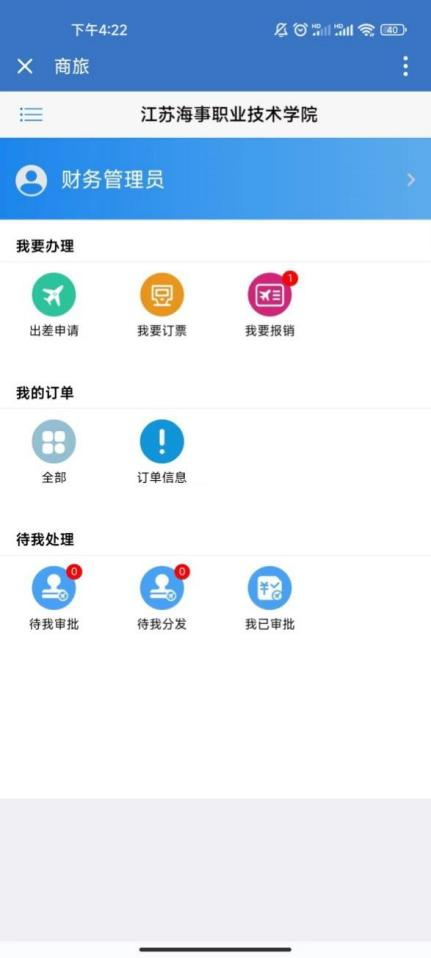 下午4:22
HD
HD
40
商旅
江苏海事职业技术学院
财务管理员
我要办理
1
出差申请
我要订票
我要报销
我的订单
全部
订单信息
待我处理
0
0
待我审批
待我分发
我已审批